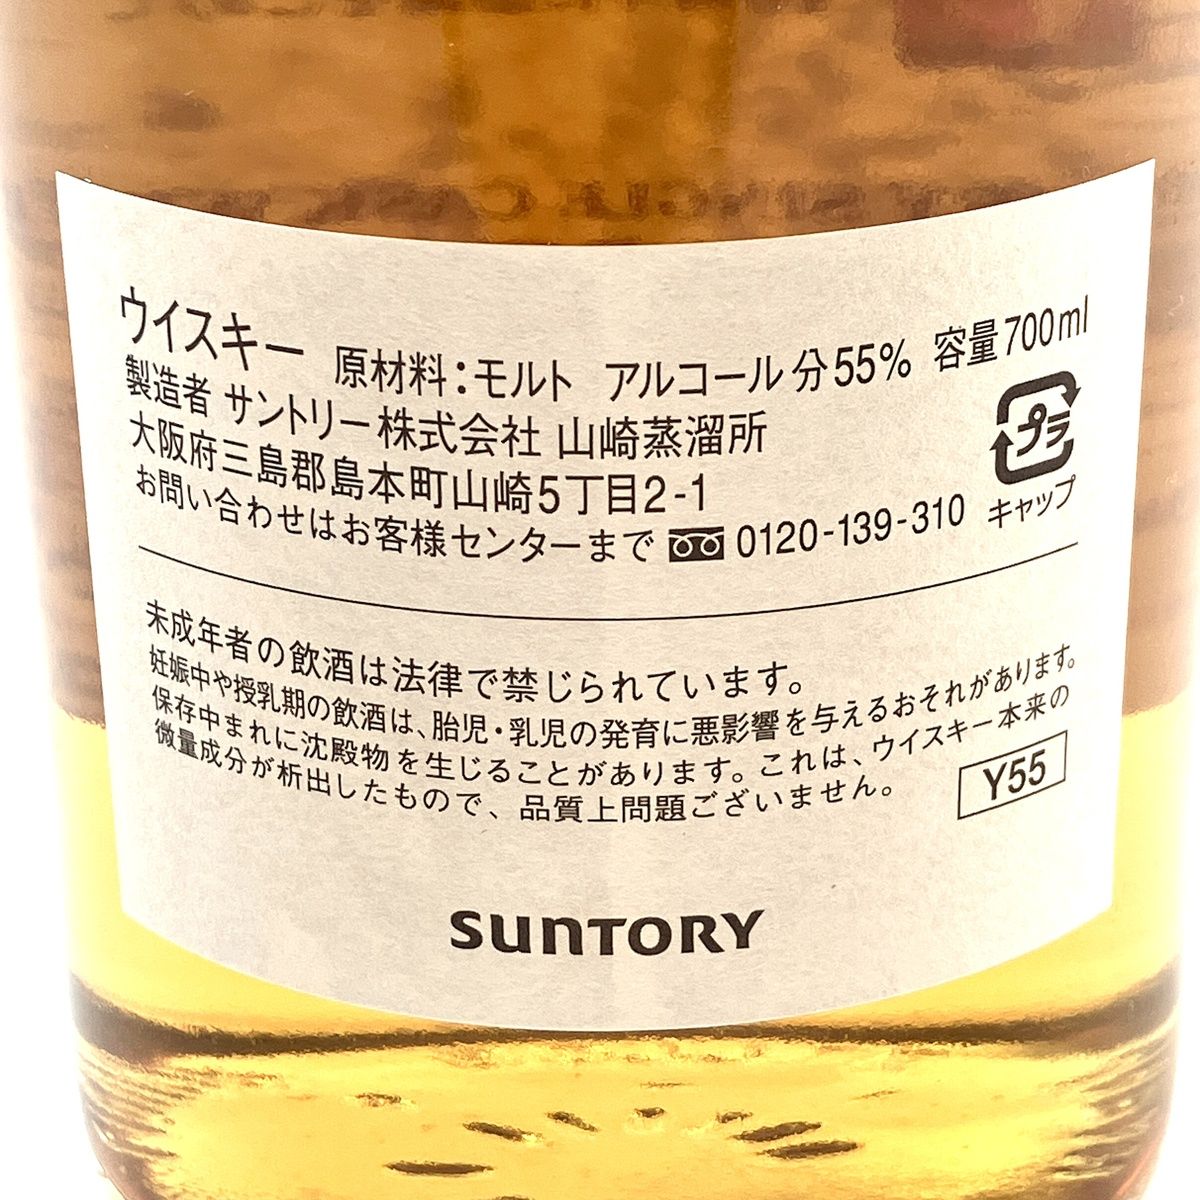 ウイスキー 原材料：モルト アルコール分55% 容量700ml
製造者 サントリー株式会社 山崎蒸溜所
大阪府三島郡島本町山崎5丁目2-1
お問い合わせはお客様センターまで 0120-139-310
プラ
キャップ
未成年者の飲酒は法律で禁じられています。
妊娠中や授乳期の飲酒は、胎児・乳児の発育に悪影響を与えるおそれがあります。
保存中まれに沈殿物を生じることがあります。これは、ウイスキー本来の
微量成分が析出したもので、品質上問題ございません。
Y55
SUNTORY